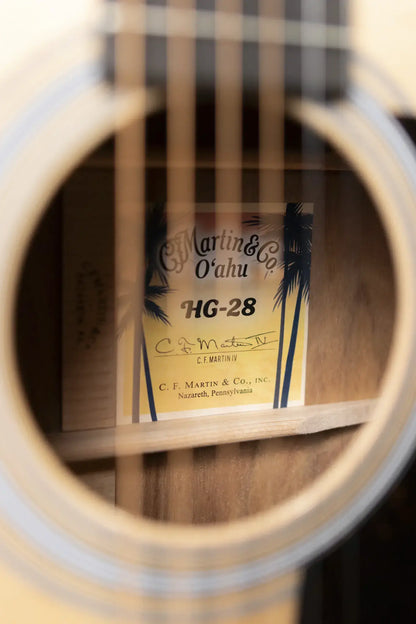 C.F. Martin & Co.
O'ahu
HG-28
C F Martin IV
C. F. MARTIN IV
C. F. MARTIN & CO., INC.
Nazareth, Pennsylvania